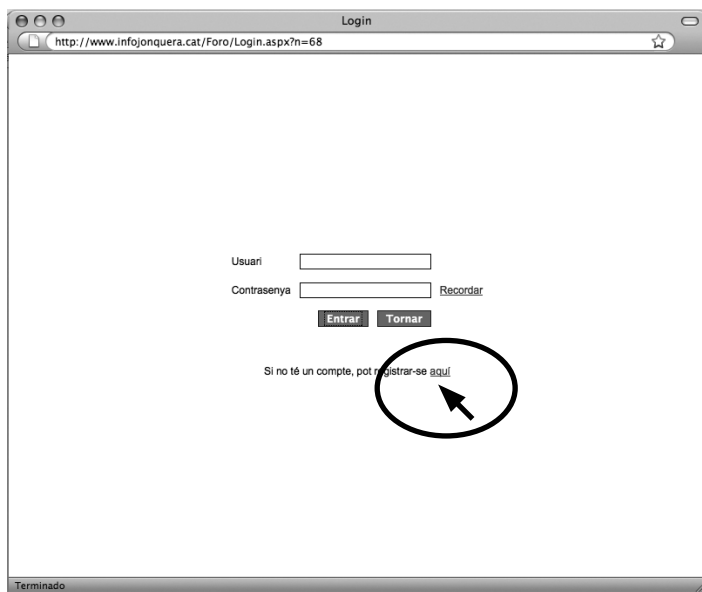 Login
http://www.infojonquera.cat/Foro/Login.aspx?n=68
Usuari
Contrasenya Recordar
Entrar Tornar
Si no té un compte, pot registrar-se aquí
Terminado